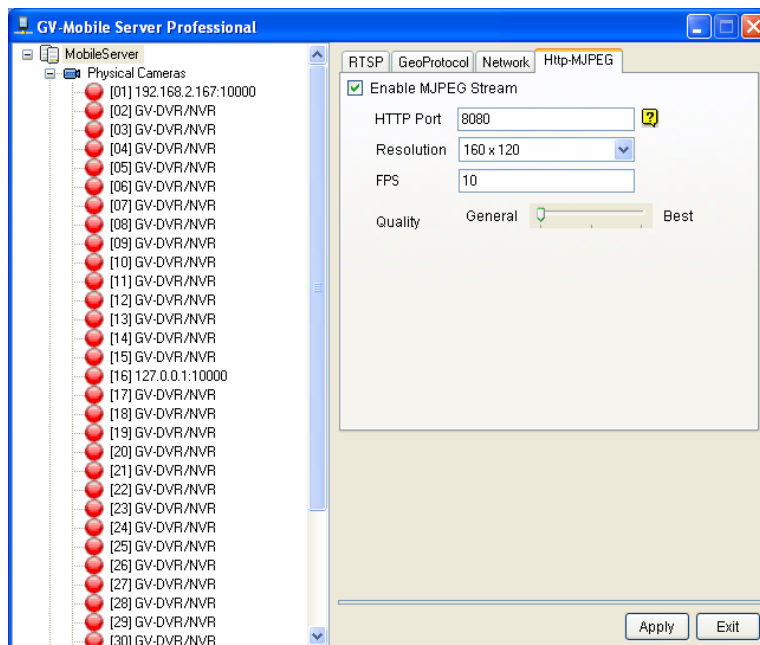 GV-Mobile Server Professional
MobileServer
Physical Cameras
[01] 192.168.2.167:10000
[02] GV-DVR/NVR
[03] GV-DVR/NVR
[04] GV-DVR/NVR
[05] GV-DVR/NVR
[06] GV-DVR/NVR
[07] GV-DVR/NVR
[08] GV-DVR/NVR
[09] GV-DVR/NVR
[10] GV-DVR/NVR
[11] GV-DVR/NVR
[12] GV-DVR/NVR
[13] GV-DVR/NVR
[14] GV-DVR/NVR
[15] GV-DVR/NVR
[16] 127.0.0.1:10000
[17] GV-DVR/NVR
[18] GV-DVR/NVR
[19] GV-DVR/NVR
[20] GV-DVR/NVR
[21] GV-DVR/NVR
[22] GV-DVR/NVR
[23] GV-DVR/NVR
[24] GV-DVR/NVR
[25] GV-DVR/NVR
[26] GV-DVR/NVR
[27] GV-DVR/NVR
[28] GV-DVR/NVR
[29] GV-DVR/NVR
[30] GV-DVR/NVR
RTSP GeoProtocol Network Http-MJPEG
Enable MJPEG Stream
HTTP Port 8080 ?
Resolution 160 x 120
FPS 10
Quality General Best
Apply Exit